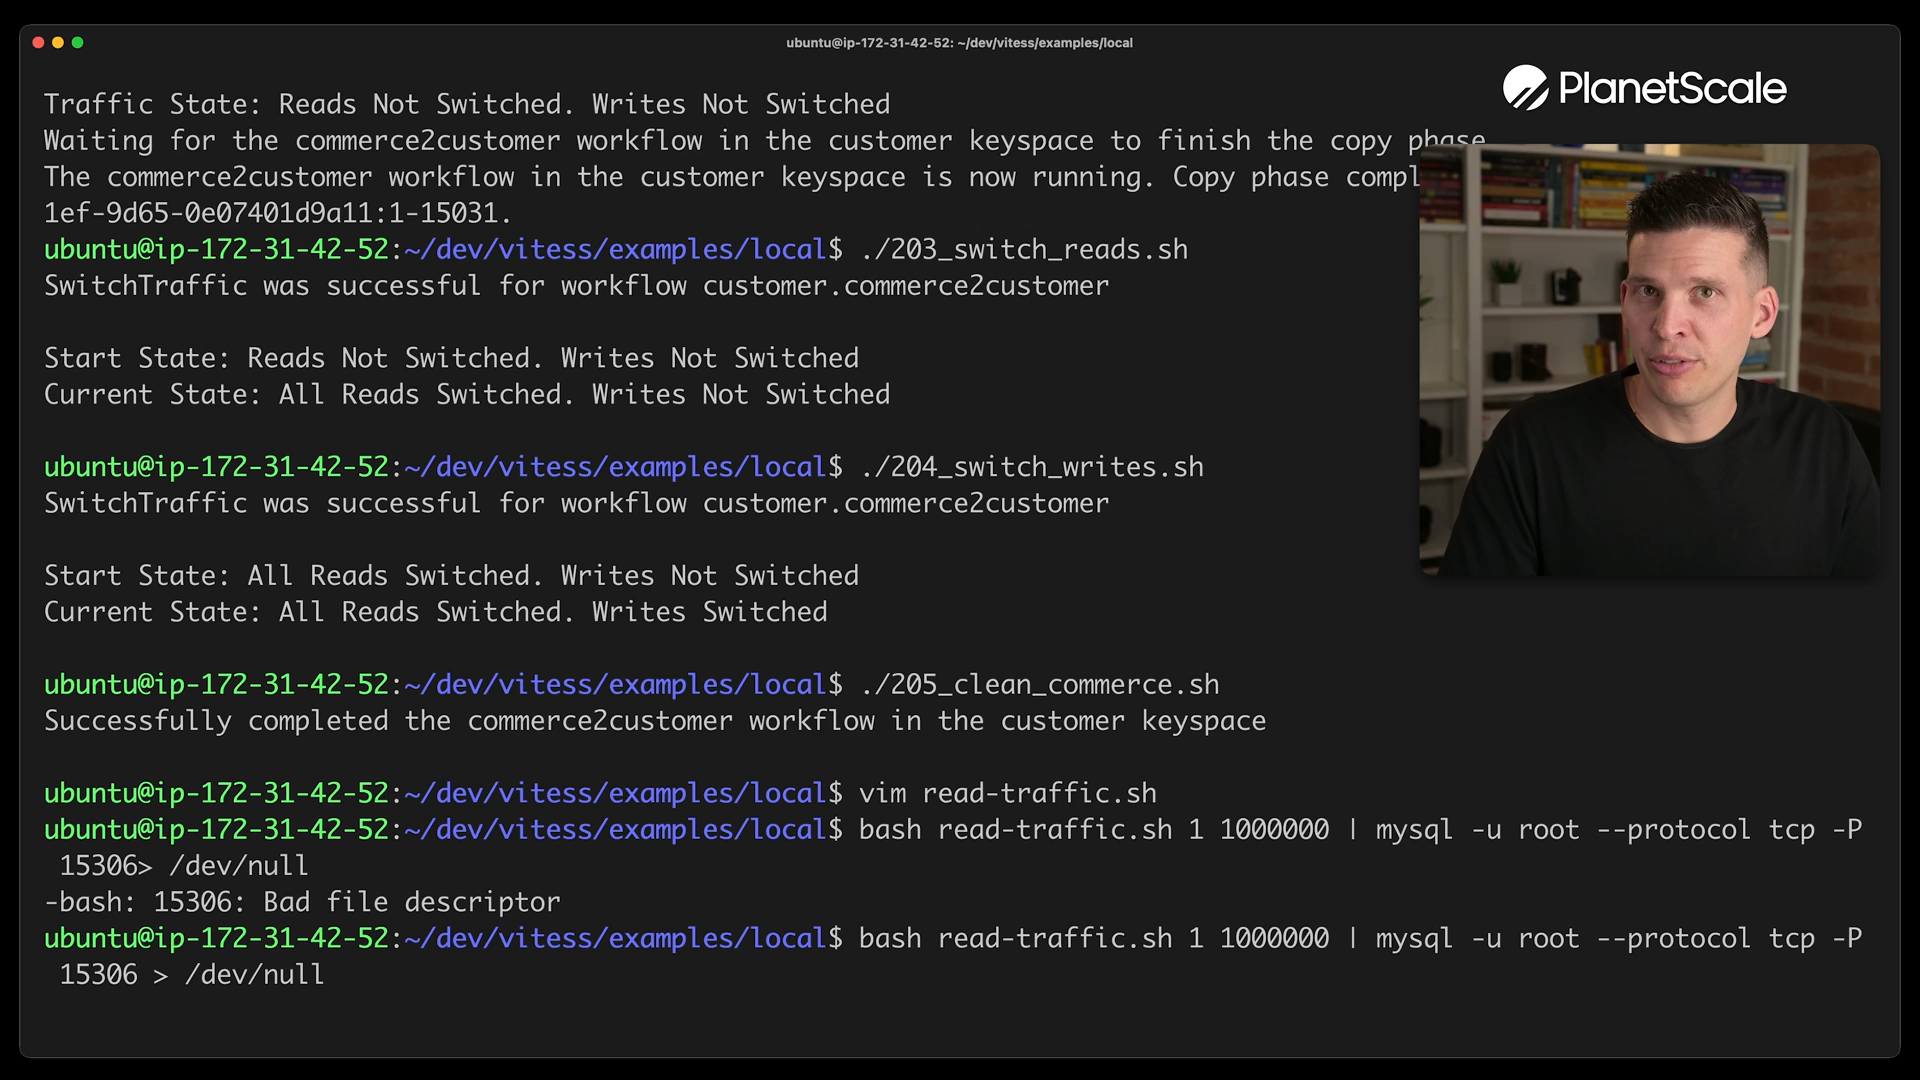 ubuntu@ip-172-31-42-52: ~/dev/vitess/examples/local
PlanetScale
Traffic State: Reads Not Switched. Writes Not Switched
Waiting for the commerce2customer workflow in the customer keyspace to finish the copy phase
The commerce2customer workflow in the customer keyspace is now running. Copy phase compl
1ef-9d65-0e07401d9a11:1-15031.
ubuntu@ip-172-31-42-52:~/dev/vitess/examples/local$ ./203_switch_reads.sh
SwitchTraffic was successful for workflow customer.commerce2customer
Start State: Reads Not Switched. Writes Not Switched
Current State: All Reads Switched. Writes Not Switched
ubuntu@ip-172-31-42-52:~/dev/vitess/examples/local$ ./204_switch_writes.sh
SwitchTraffic was successful for workflow customer.commerce2customer
Start State: All Reads Switched. Writes Not Switched
Current State: All Reads Switched. Writes Switched
ubuntu@ip-172-31-42-52:~/dev/vitess/examples/local$ ./205_clean_commerce.sh
Successfully completed the commerce2customer workflow in the customer keyspace
ubuntu@ip-172-31-42-52:~/dev/vitess/examples/local$ vim read-traffic.sh
ubuntu@ip-172-31-42-52:~/dev/vitess/examples/local$ bash read-traffic.sh 1 1000000 | mysql -u root --protocol tcp -P
15306> /dev/null
-bash: 15306: Bad file descriptor
ubuntu@ip-172-31-42-52:~/dev/vitess/examples/local$ bash read-traffic.sh 1 1000000 | mysql -u root --protocol tcp -P
15306 > /dev/null